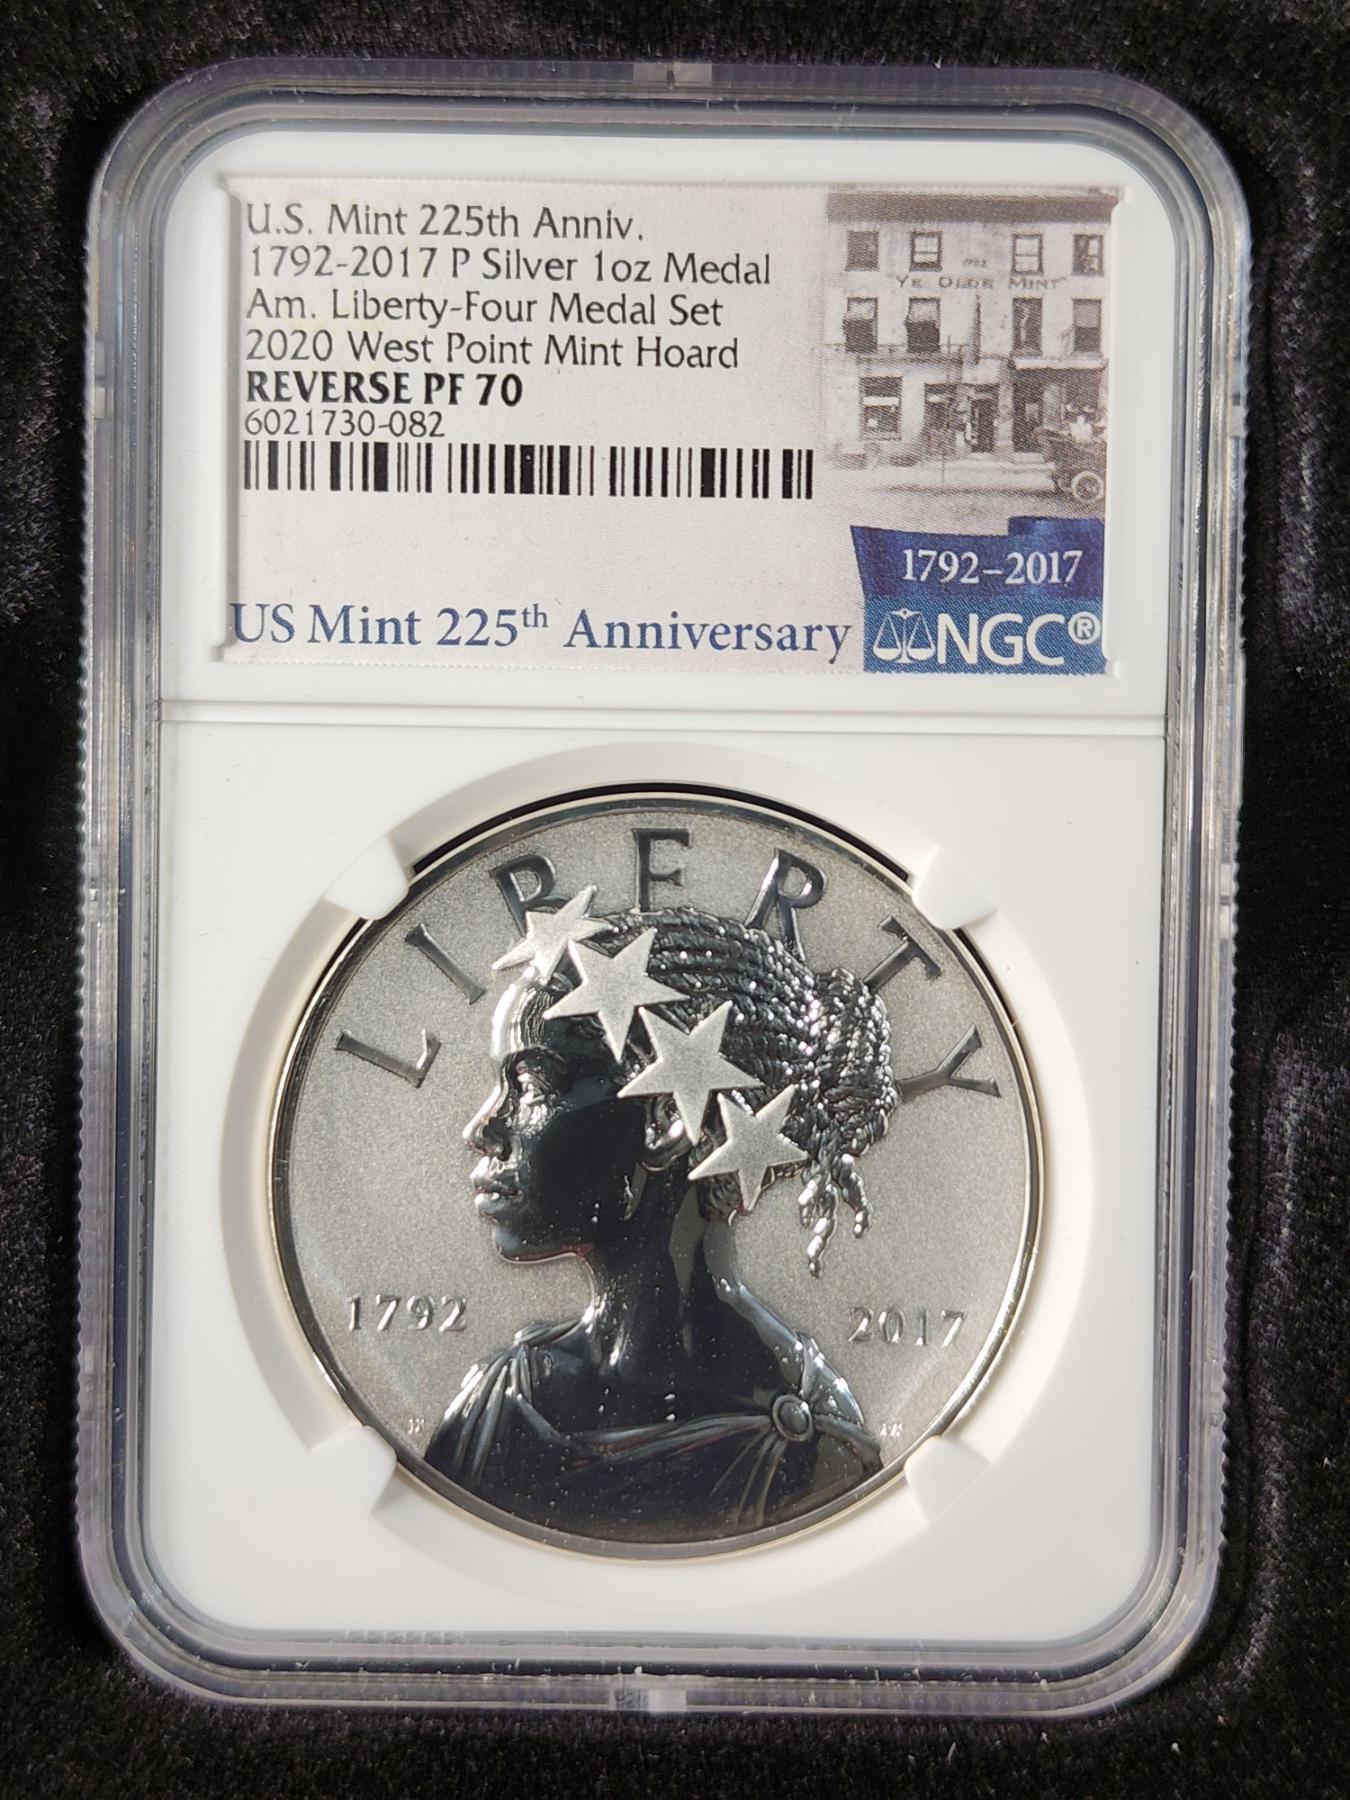 U.S. Mint 225th Anniv.
1792-2017 P Silver 1oz Medal
Am. Liberty-Four Medal Set
2020 West Point Mint Hoard
REVERSE PF 70
6021730-082
1792
YE OLDE MINT
1792–2017
US Mint 225th Anniversary
NGC®
LIBERTY
1792
2017